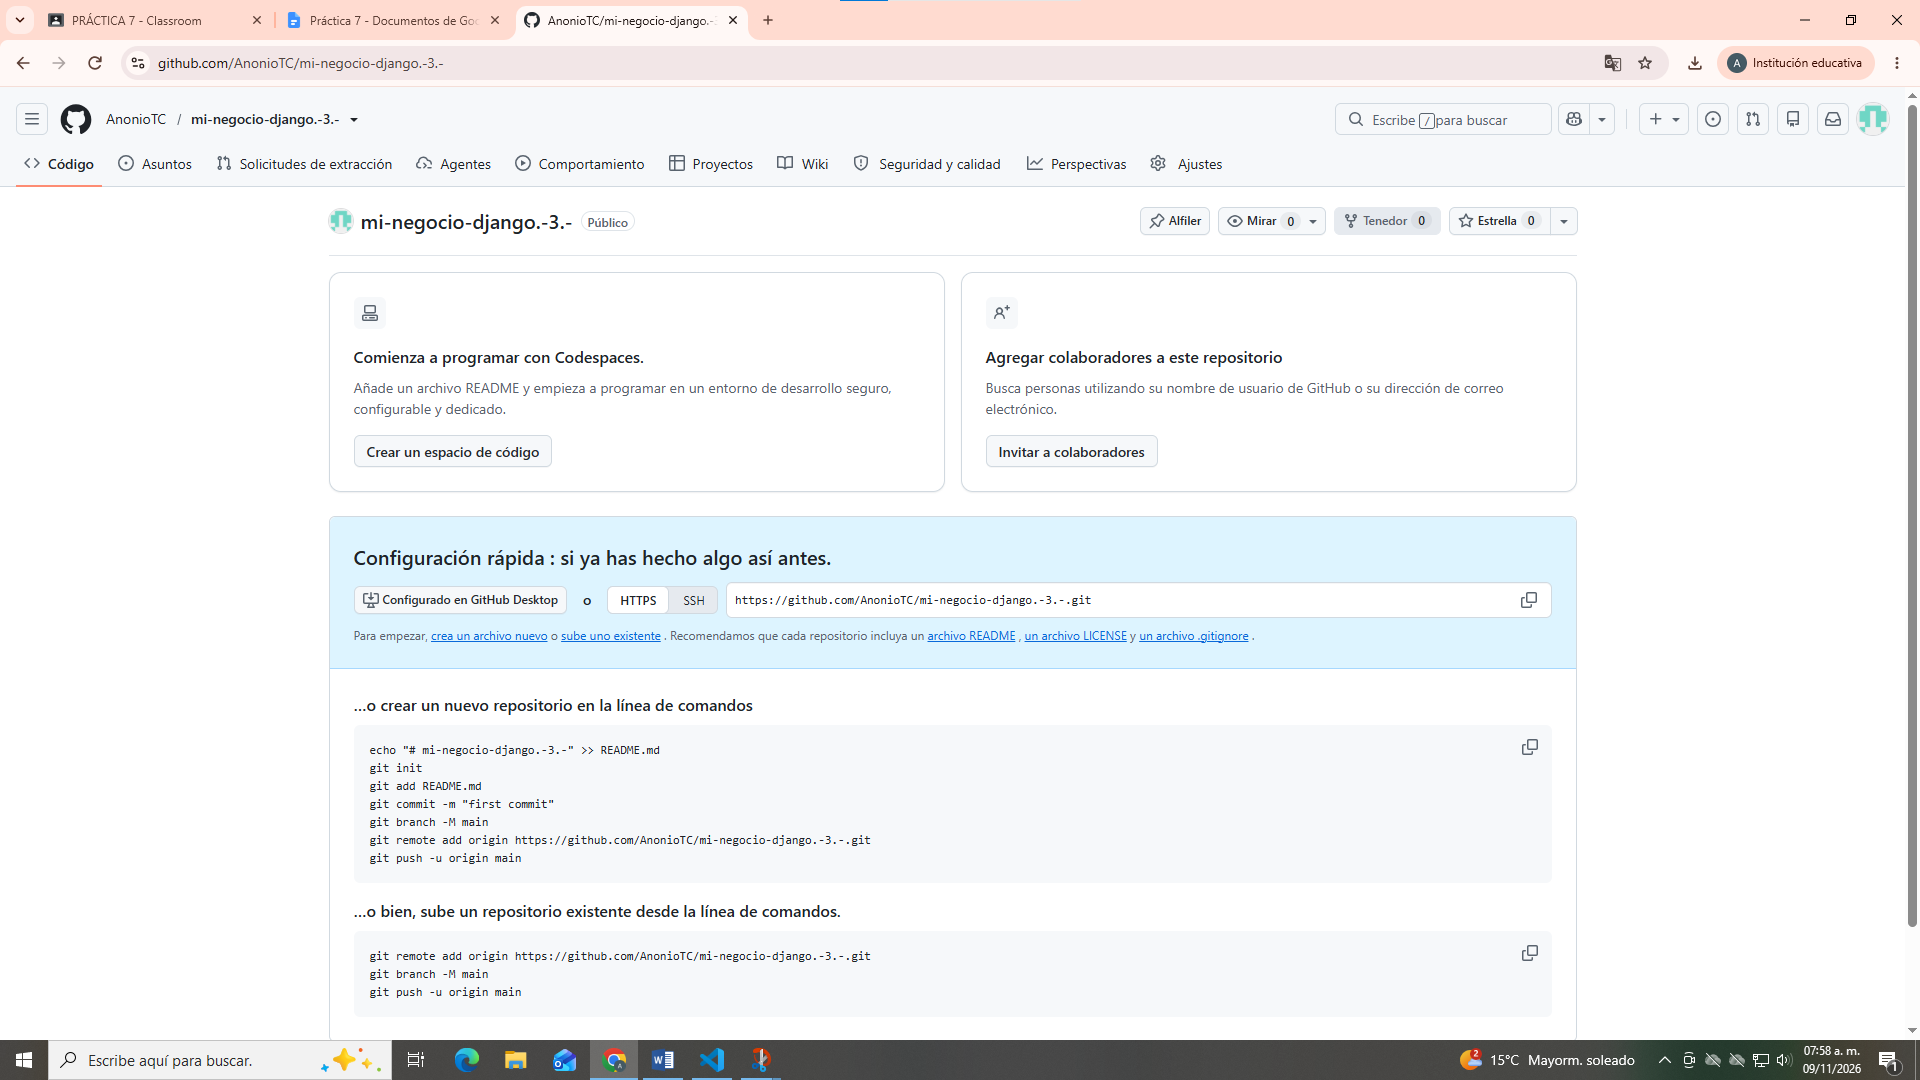 PRÁCTICA 7 - Classroom
Práctica 7 - Documentos de Goo
AnonioTC/mi-negocio-django.-3
github.com/AnonioTC/mi-negocio-django.-3.-
A Institución educativa
AnonioTC / mi-negocio-django.-3.-
Escribe / para buscar
Código Asuntos Solicitudes de extracción Agentes Comportamiento Proyectos Wiki Seguridad y calidad Perspectivas Ajustes
mi-negocio-django.-3.- Público
Alfiler Mirar 0 Tenedor 0 Estrella 0
Comienza a programar con Codespaces.
Añade un archivo README y empieza a programar en un entorno de desarrollo seguro,
configurable y dedicado.
Crear un espacio de código
Agregar colaboradores a este repositorio
Busca personas utilizando su nombre de usuario de GitHub o su dirección de correo
electrónico.
Invitar a colaboradores
Configuración rápida : si ya has hecho algo así antes.
Configurado en GitHub Desktop o HTTPS SSH https://github.com/AnonioTC/mi-negocio-django.-3.-.git
Para empezar, crea un archivo nuevo o sube uno existente . Recomendamos que cada repositorio incluya un archivo README , un archivo LICENSE y un archivo .gitignore .
...o crear un nuevo repositorio en la línea de comandos
echo "# mi-negocio-django.-3.-" >> README.md
git init
git add README.md
git commit -m "first commit"
git branch -M main
git remote add origin https://github.com/AnonioTC/mi-negocio-django.-3.-.git
git push -u origin main
...o bien, sube un repositorio existente desde la línea de comandos.
git remote add origin https://github.com/AnonioTC/mi-negocio-django.-3.-.git
git branch -M main
git push -u origin main
Escribe aquí para buscar.
2 15°C Mayorm. soleado
07:58 a. m.
09/11/2026
1